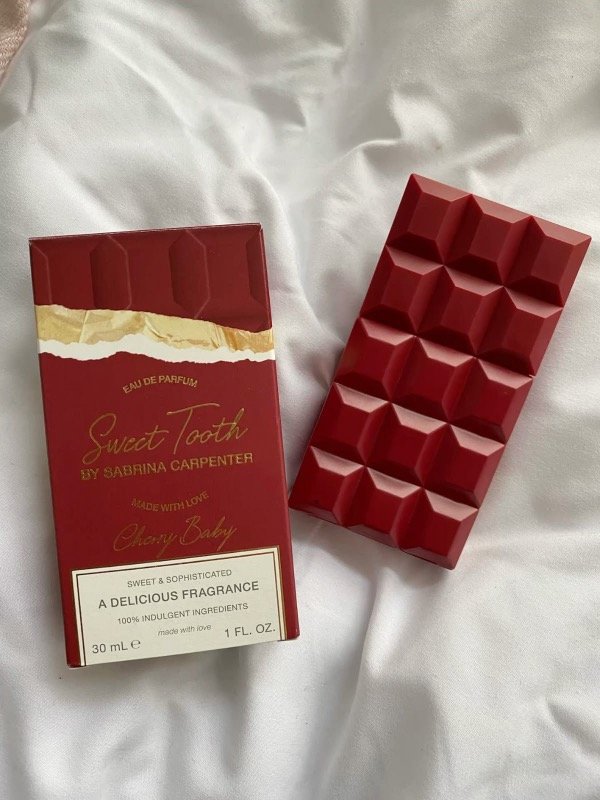 EAU DE PARFUM
Sweet Tooth
BY SABRINA CARPENTER
MADE WITH LOVE
Cherry Baby
SWEET & SOPHISTICATED
A DELICIOUS FRAGRANCE
100% INDULGENT INGREDIENTS
30 mL ℮ made with love 1 FL. OZ.